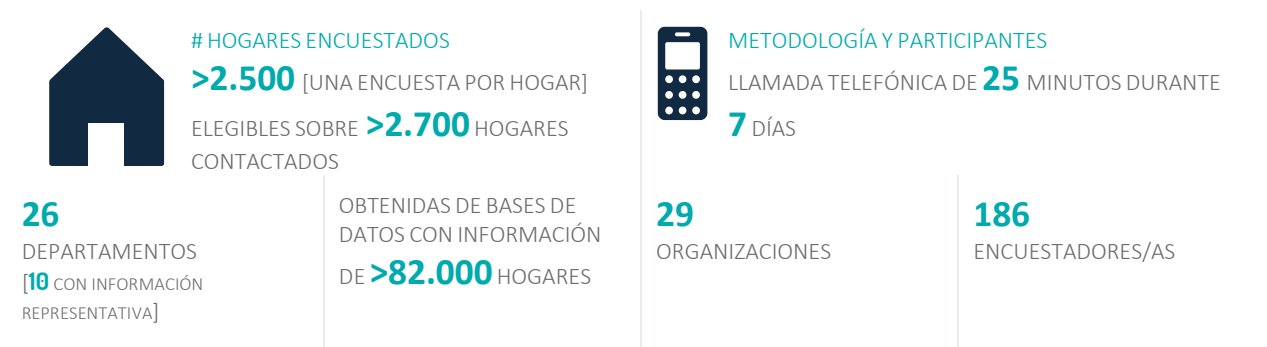 # HOGARES ENCUESTADOS
>2.500 [UNA ENCUESTA POR HOGAR]
ELEGIBLES SOBRE >2.700 HOGARES
CONTACTADOS
METODOLOGÍA Y PARTICIPANTES
LLAMADA TELEFÓNICA DE 25 MINUTOS DURANTE
7 DÍAS
26
DEPARTAMENTOS
[10 CON INFORMACIÓN
REPRESENTATIVA]
OBTENIDAS DE BASES DE
DATOS CON INFORMACIÓN
DE >82.000 HOGARES
29
ORGANIZACIONES
186
ENCUESTADORES/AS